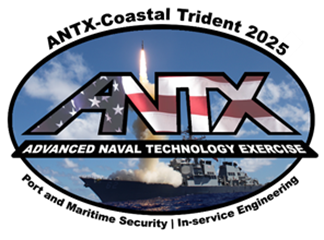 ANTX-Coastal Trident 2025
ANTX
ADVANCED NAVAL TECHNOLOGY EXERCISE
Port and Maritime Security | In-service Engineering